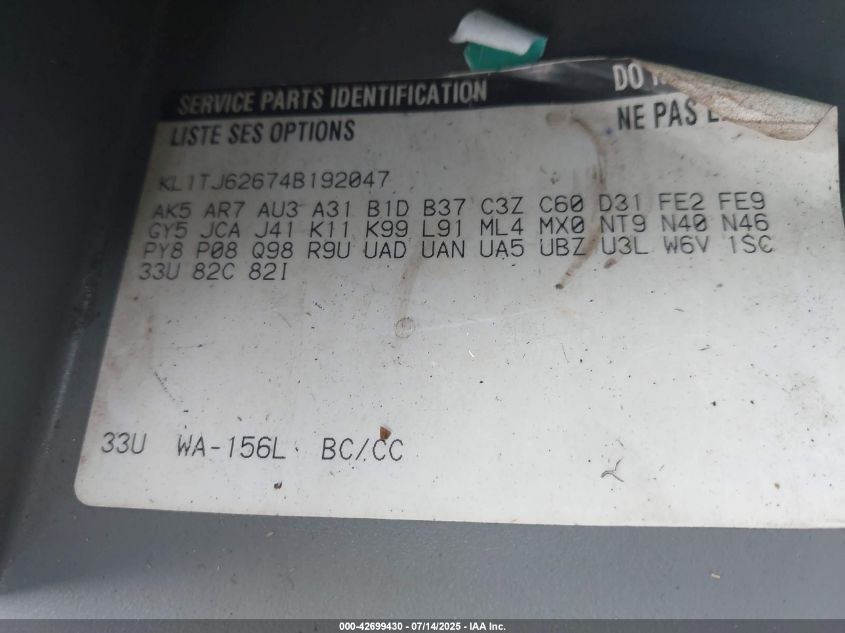 SERVICE PARTS IDENTIFICATION DO
LISTE SES OPTIONS NE PAS
KL1TJ62674B192047
AK5 AR7 AU3 A31 B1D B37 C3Z C60 D31 FE2 FE9
GY5 JCA J41 K11 K99 L91 ML4 MX0 NT9 N40 N46
PY8 P08 Q98 R9U UAD UAN UA5 UBZ U3L W6V 1SC
33U 82C 82I
33U WA-156L BC/CC
000-42699430 - 07/14/2025 - IAA Inc.